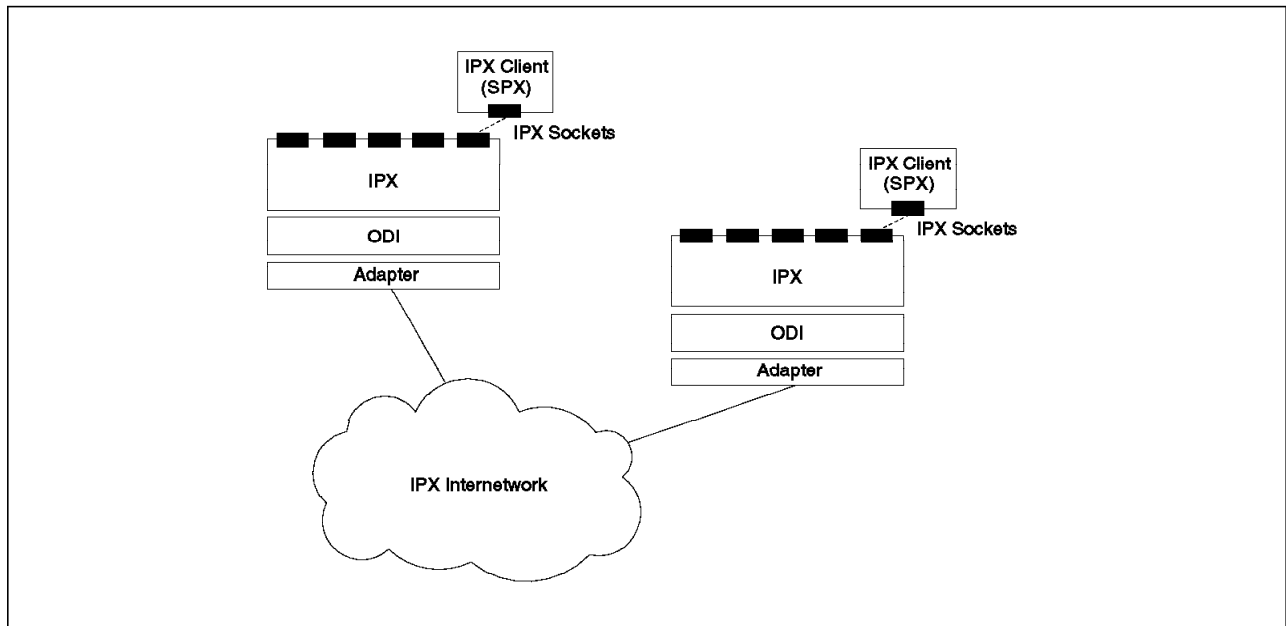 IPX Client
(SPX)
IPX Sockets
IPX
ODI
Adapter
IPX Client
(SPX)
IPX Sockets
IPX
ODI
Adapter
IPX Internetwork